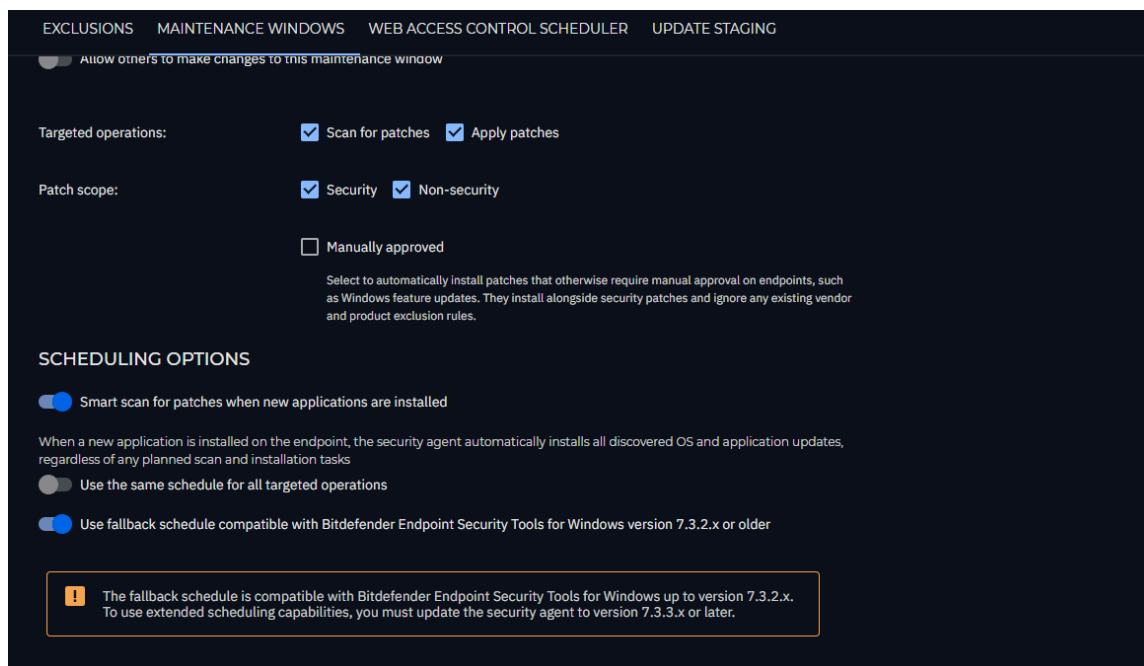 EXCLUSIONS MAINTENANCE WINDOWS WEB ACCESS CONTROL SCHEDULER UPDATE STAGING
Allow others to make changes to this maintenance window
Targeted operations: Scan for patches Apply patches
Patch scope: Security Non-security
Manually approved
Select to automatically install patches that otherwise require manual approval on endpoints, such
as Windows feature updates. They install alongside security patches and ignore any existing vendor
and product exclusion rules.
SCHEDULING OPTIONS
Smart scan for patches when new applications are installed
When a new application is installed on the endpoint, the security agent automatically installs all discovered OS and application updates,
regardless of any planned scan and installation tasks
Use the same schedule for all targeted operations
Use fallback schedule compatible with Bitdefender Endpoint Security Tools for Windows version 7.3.2.x or older
The fallback schedule is compatible with Bitdefender Endpoint Security Tools for Windows up to version 7.3.2.x.
To use extended scheduling capabilities, you must update the security agent to version 7.3.3.x or later.